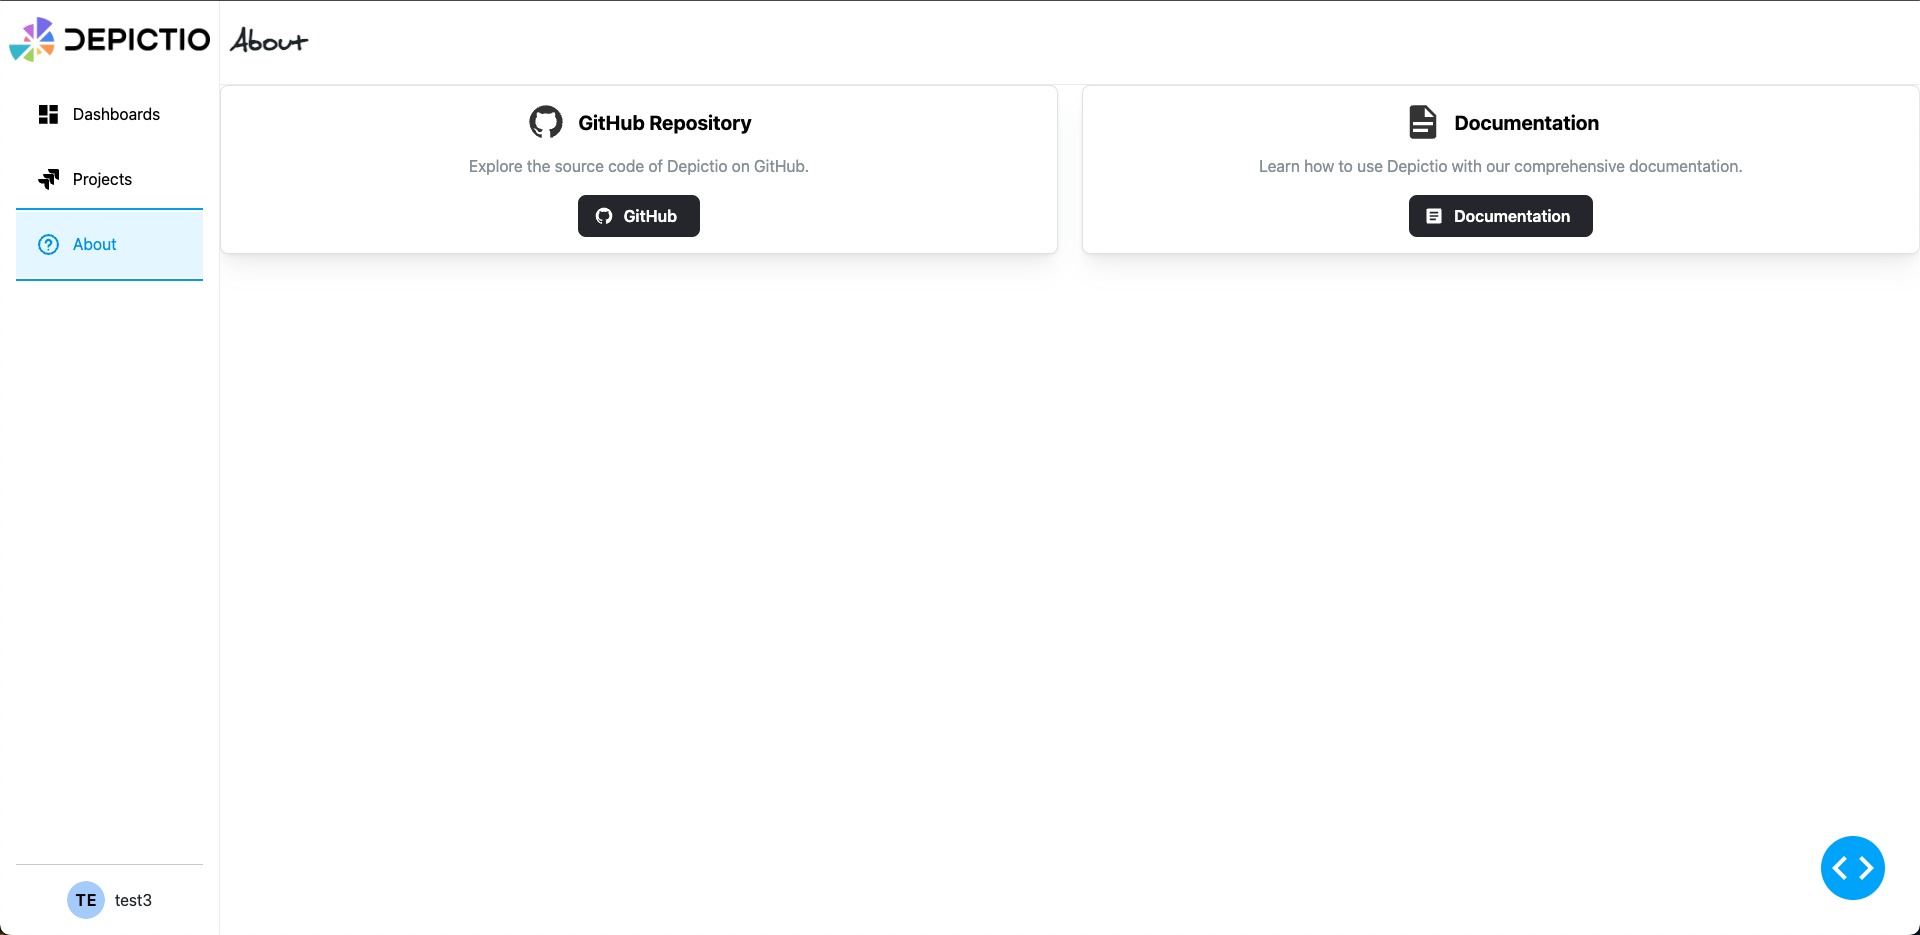 DEPICTIO
About
Dashboards
Projects
About
GitHub Repository
Explore the source code of Depictio on GitHub.
GitHub
Documentation
Learn how to use Depictio with our comprehensive documentation.
Documentation
TE test3